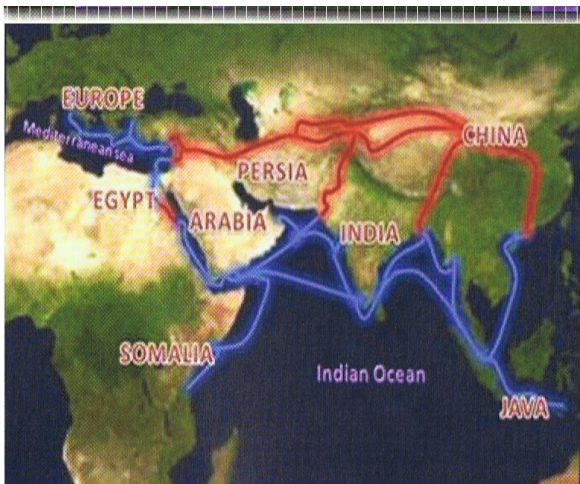 EUROPE
Mediterranean sea
CHINA
PERSIA
EGYPT
ARABIA
INDIA
SOMALIA
Indian Ocean
JAVA